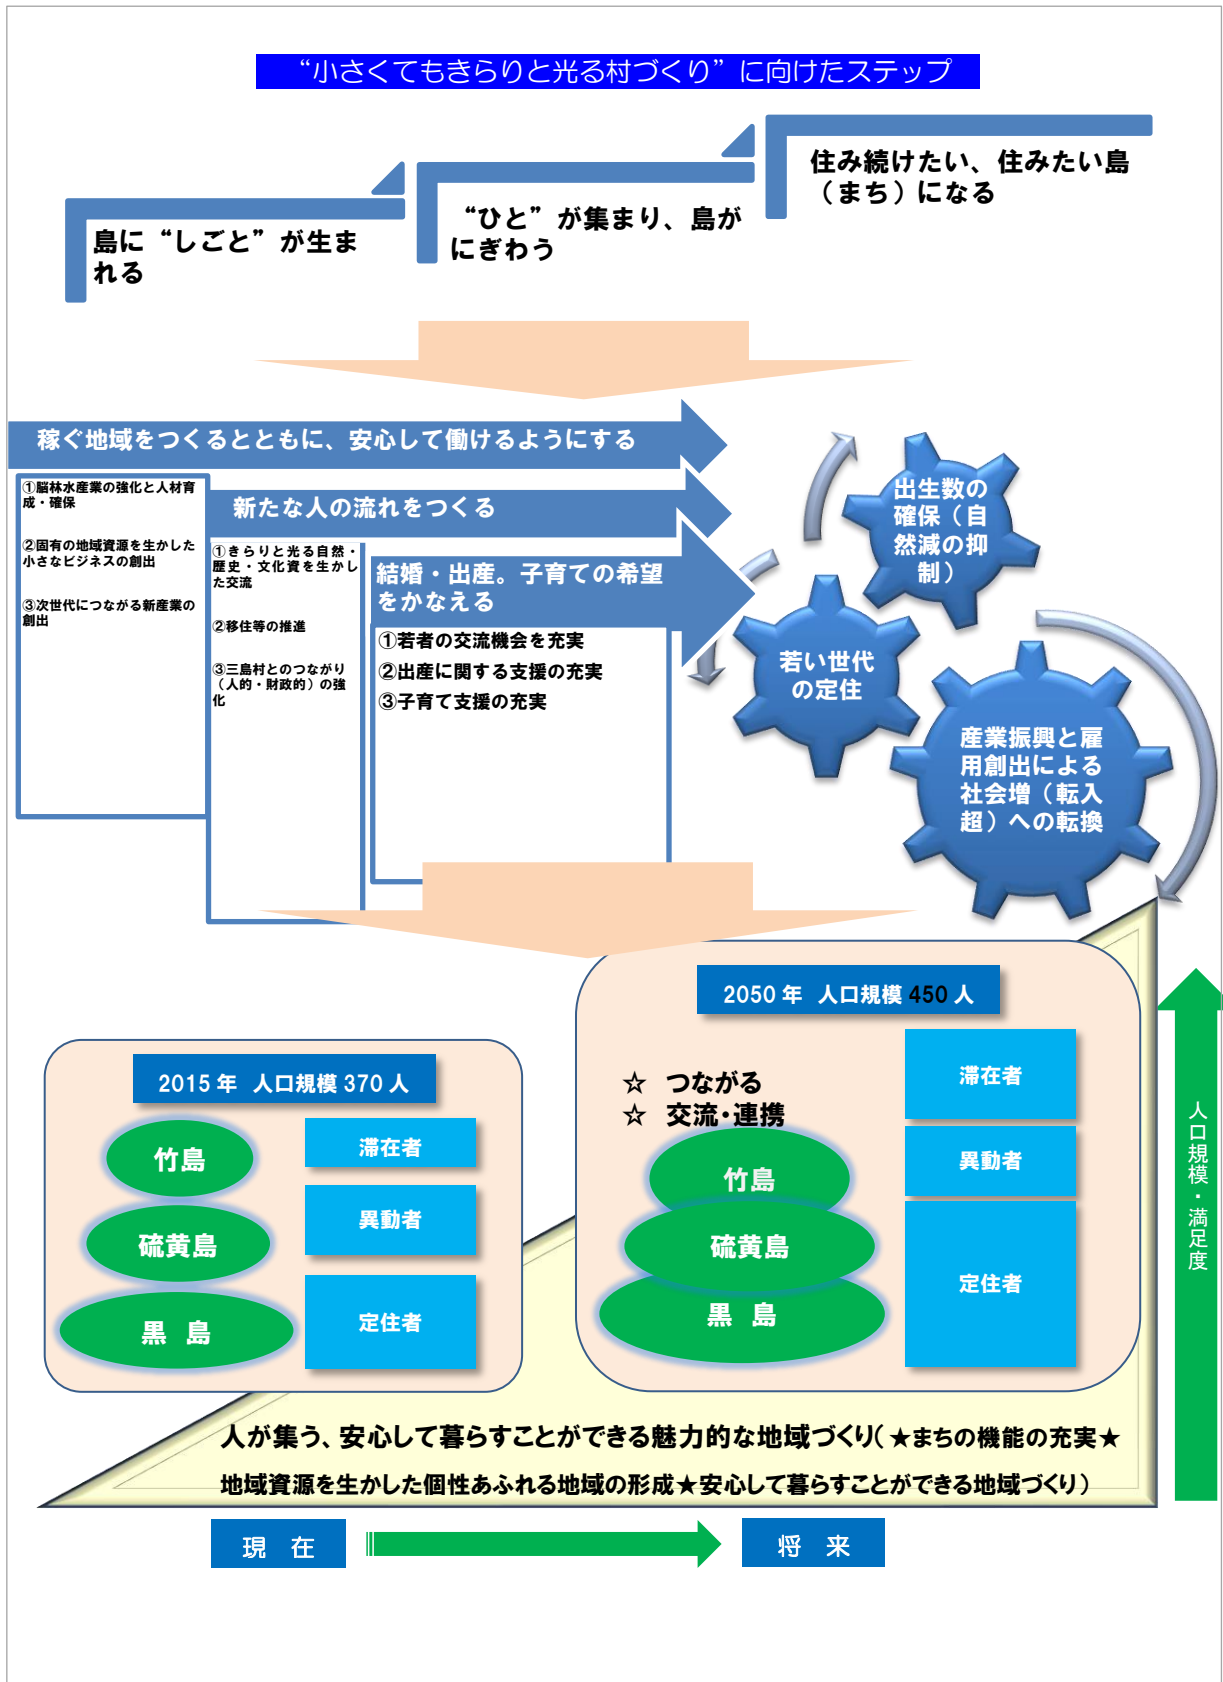 “小さくてもきらりと光る村づくり”に向けたステップ
島に“しごと”が生ま
れる
“ひと”が集まり、島が
にぎわう
住み続けたい、住みたい島
（まち）になる
稼ぐ地域をつくるとともに、安心して働けるようにする
①脳林水産業の強化と人材育
成・確保
②固有の地域資源を生かした
小さなビジネスの創出
③次世代につながる新産業の
創出
新たな人の流れをつくる
①きらりと光る自然・
歴史・文化資を生かし
た交流
②移住等の推進
③三島村とのつながり
（人的・財政的）の強
化
結婚・出産。子育ての希望
をかなえる
①若者の交流機会を充実
②出産に関する支援の充実
③子育て支援の充実
出生数の
確保（自
然減の抑
制）
若い世代
の定住
産業振興と雇
用創出による
社会増（転入
超）への転換
2015 年 人口規模 370 人
竹島
硫黄島
黒 島
滞在者
異動者
定住者
2050 年 人口規模 450 人
☆ つながる
☆ 交流・連携
竹島
硫黄島
黒 島
滞在者
異動者
定住者
人口規模・満足度
人が集う、安心して暮らすことができる魅力的な地域づくり（★まちの機能の充実★
地域資源を生かした個性あふれる地域の形成★安心して暮らすことができる地域づくり）
現 在
将 来